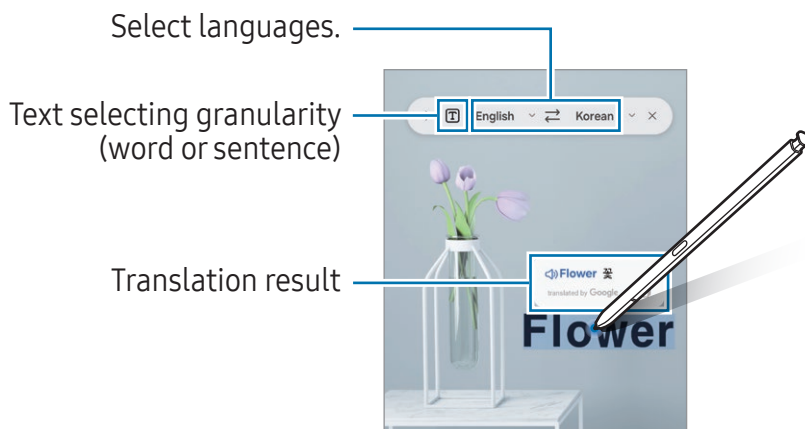 Select languages.
Text selecting granularity
(word or sentence)
T English Korean
Translation result
Flower 꽃
translated by Google
Flower